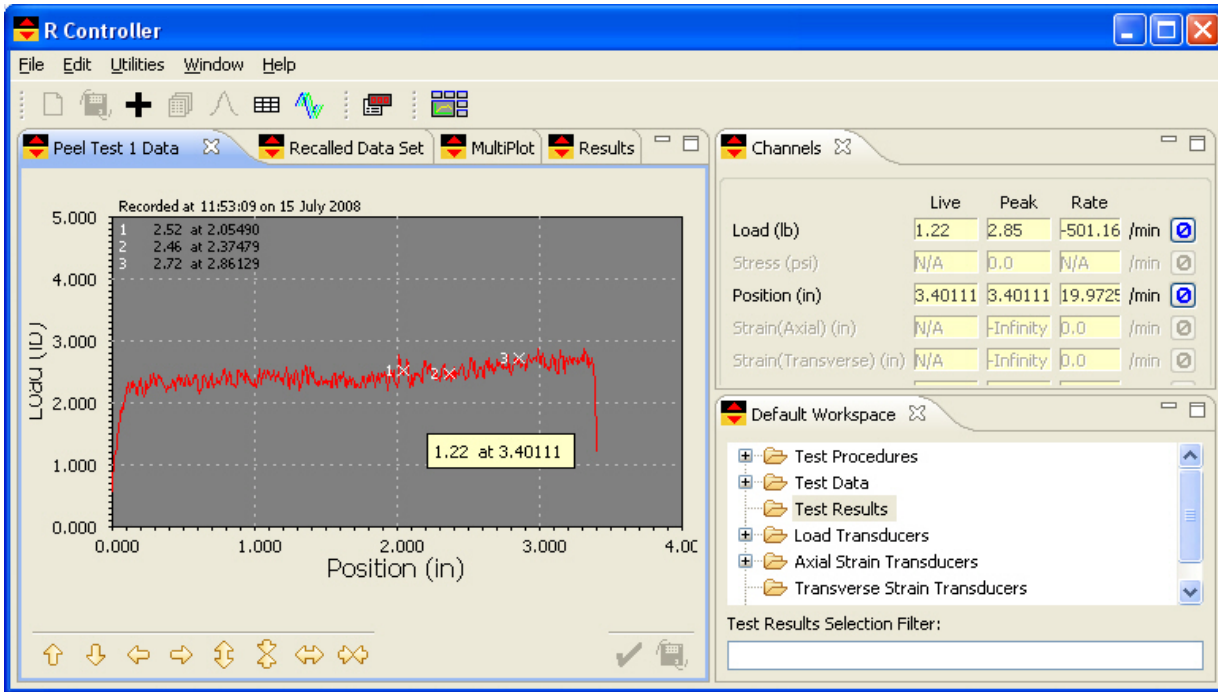 R Controller
File Edit Utilities Window Help
Peel Test 1 Data
Recalled Data Set
MultiPlot
Results
Recorded at 11:53:09 on 15 July 2008
1 2.52 at 2.05490
2 2.46 at 2.37479
3 2.72 at 2.86129
5.000
4.000
3.000
2.000
1.000
0.000
Load (lb)
1
2
3
1.22 at 3.40111
0.000 1.000 2.000 3.000 4.00
Position (in)
Channels
Live Peak Rate
Load (lb) 1.22 2.85 -501.16 /min
Stress (psi) N/A 0.0 N/A /min
Position (in) 3.40111 3.40111 19.9725 /min
Strain(Axial) (in) N/A -Infinity 0.0 /min
Strain(Transverse) (in) N/A -Infinity 0.0 /min
Default Workspace
Test Procedures
Test Data
Test Results
Load Transducers
Axial Strain Transducers
Transverse Strain Transducers
Test Results Selection Filter: